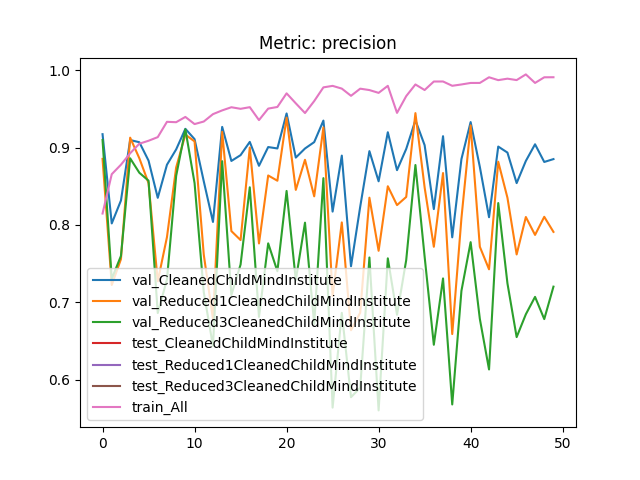 Metric: precision
1.0
0.9
0.8
0.7
0.6
val_CleanedChildMindInstitute
val_Reduced1CleanedChildMindInstitute
val_Reduced3CleanedChildMindInstitute
test_CleanedChildMindInstitute
test_Reduced1CleanedChildMindInstitute
test_Reduced3CleanedChildMindInstitute
train_All
0 10 20 30 40 50